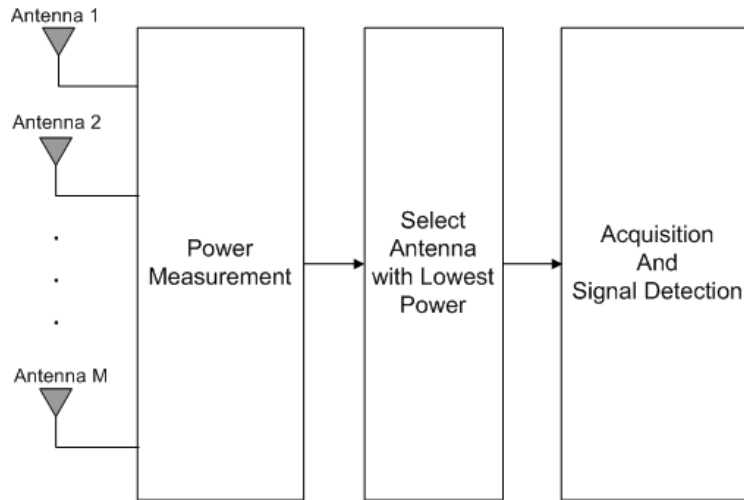 Antenna 1
Antenna 2
Antenna M
Power
Measurement
Select
Antenna
with Lowest
Power
Acquisition
And
Signal Detection